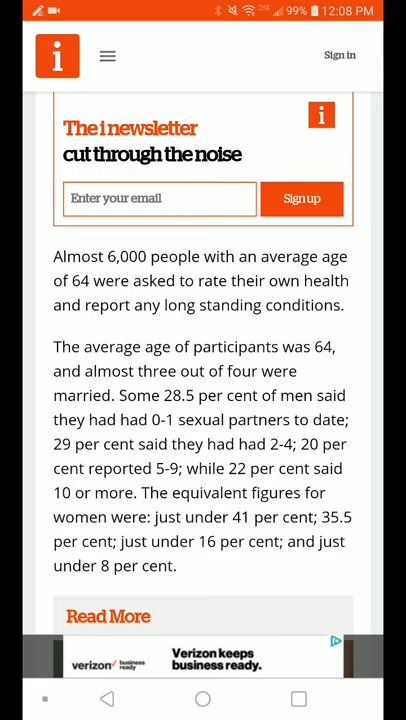 99% 12:08 PM
i
Sign in
The i newsletter
i
cut through the noise
Enter your email
Sign up
Almost 6,000 people with an average age
of 64 were asked to rate their own health
and report any long standing conditions.
The average age of participants was 64,
and almost three out of four were
married. Some 28.5 per cent of men said
they had had 0-1 sexual partners to date;
29 per cent said they had had 2-4; 20 per
cent reported 5-9; while 22 per cent said
10 or more. The equivalent figures for
women were: just under 41 per cent; 35.5
per cent; just under 16 per cent; and just
under 8 per cent.
Read More
verizon✓ business ready
Verizon keeps
business ready.